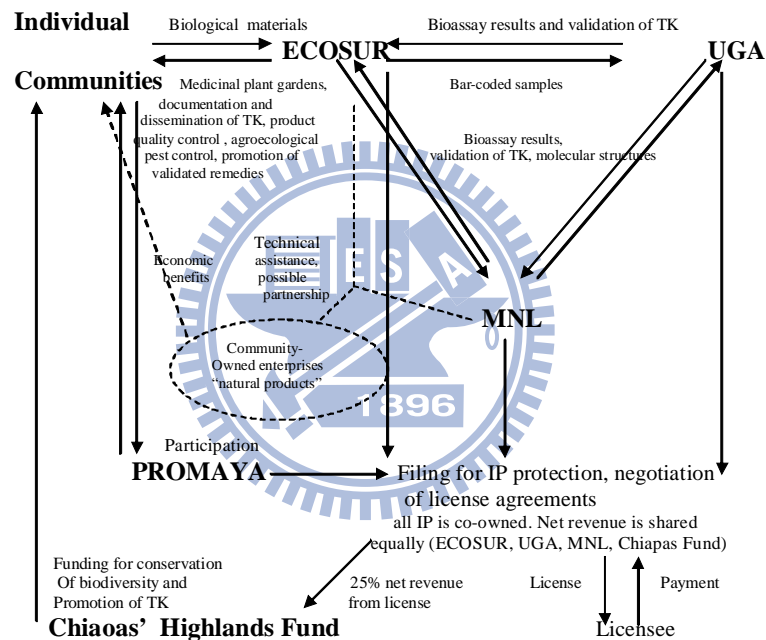 Individual
Communities
Biological materials
ECOSUR
Bioassay results and validation of TK
UGA
Medicinal plant gardens,
documentation and
dissemination of TK, product
quality control , agroecological
pest control, promotion of
validated remedies
Bar-coded samples
Bioassay results,
validation of TK, molecular structures
Economic
benefits
Technical
assistance,
possible
partnership
E S A
MNL
Community-
Owned enterprises
“natural products”
1896
Participation
PROMAYA
Filing for IP protection, negotiation
of license agreements
all IP is co-owned. Net revenue is shared
equally (ECOSUR, UGA, MNL, Chiapas Fund)
Funding for conservation
Of biodiversity and
Promotion of TK
25% net revenue
from license
License
Payment
Chiaoas’ Highlands Fund
Licensee